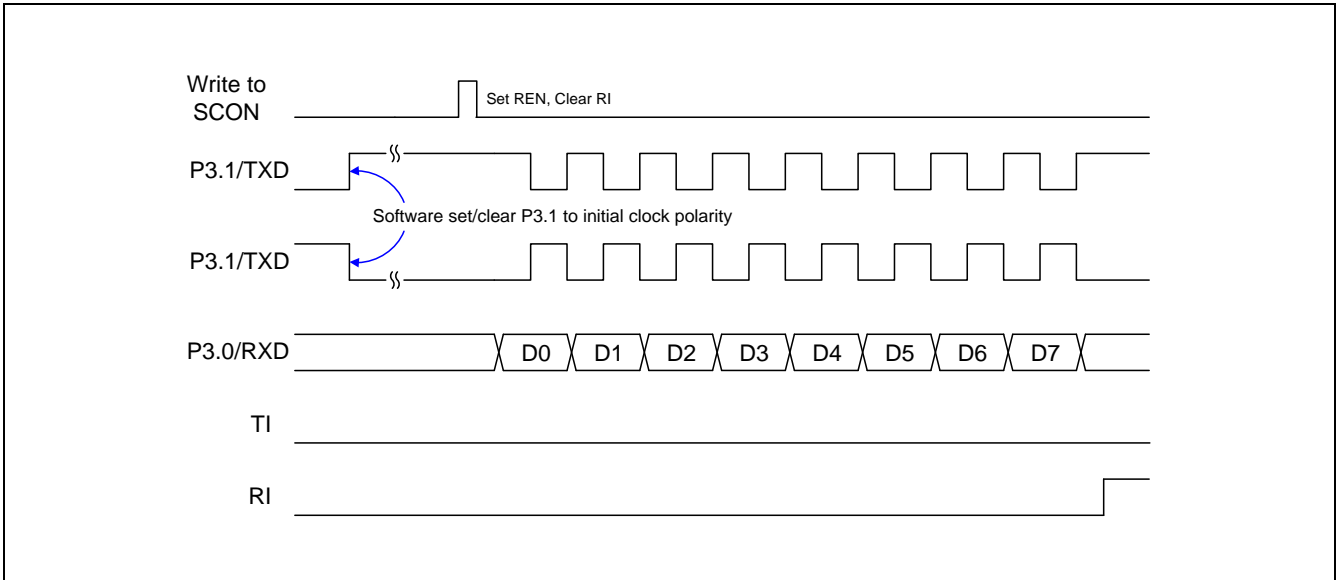 Write to
SCON
Set REN, Clear RI
P3.1/TXD
Software set/clear P3.1 to initial clock polarity
P3.1/TXD
P3.0/RXD
D0 D1 D2 D3 D4 D5 D6 D7
TI
RI